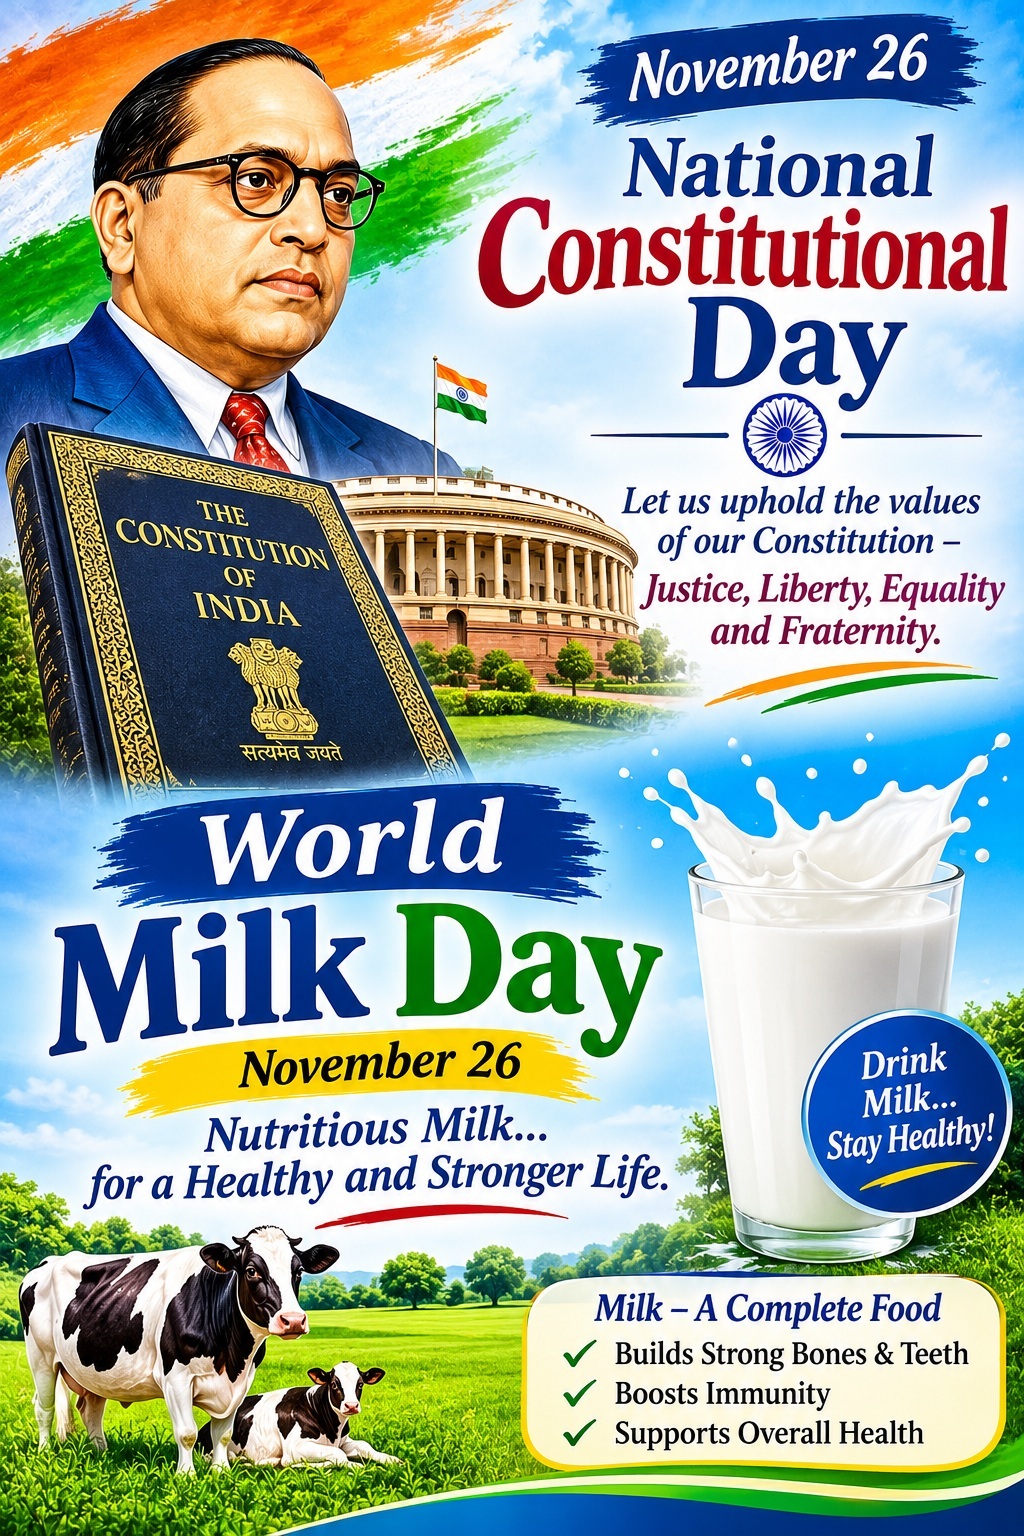 November 26
National
Constitutional
Day
Let us uphold the values
of our Constitution –
Justice, Liberty, Equality
and Fraternity.
THE
CONSTITUTION
OF
INDIA
सत्यमेव जयते
World
Milk Day
November 26
Nutritious Milk...
for a Healthy and Stronger Life.
Drink
Milk...
Stay Healthy!
Milk – A Complete Food
✓ Builds Strong Bones & Teeth
✓ Boosts Immunity
✓ Supports Overall Health